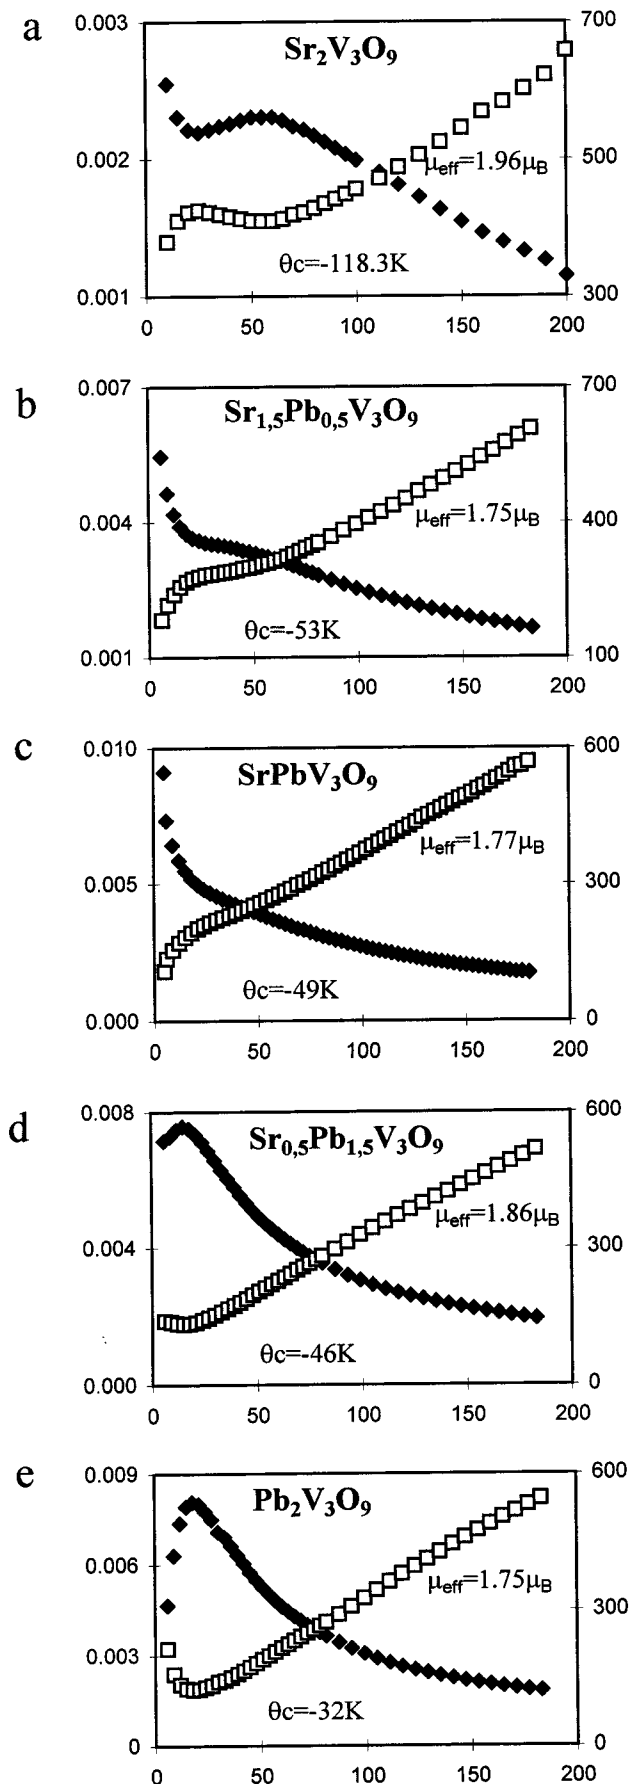 a
0.003
700
Sr2V3O9
0.002
500
μeff=1.96μB
θc=-118.3K
0.001
300
0 50 100 150 200
b
0.007
700
Sr1,5Pb0,5V3O9
0.004
400
μeff=1.75μB
θc=-53K
0.001
100
0 50 100 150 200
c
0.010
600
SrPbV3O9
μeff=1.77μB
0.005
300
θc=-49K
0.000
0
0 50 100 150 200
d
0.008
600
Sr0,5Pb1,5V3O9
μeff=1.86μB
0.004
300
θc=-46K
0.000
0
0 50 100 150 200
e
0.009
600
Pb2V3O9
0.006
μeff=1.75μB
300
0.003
θc=-32K
0
0
0 50 100 150 200